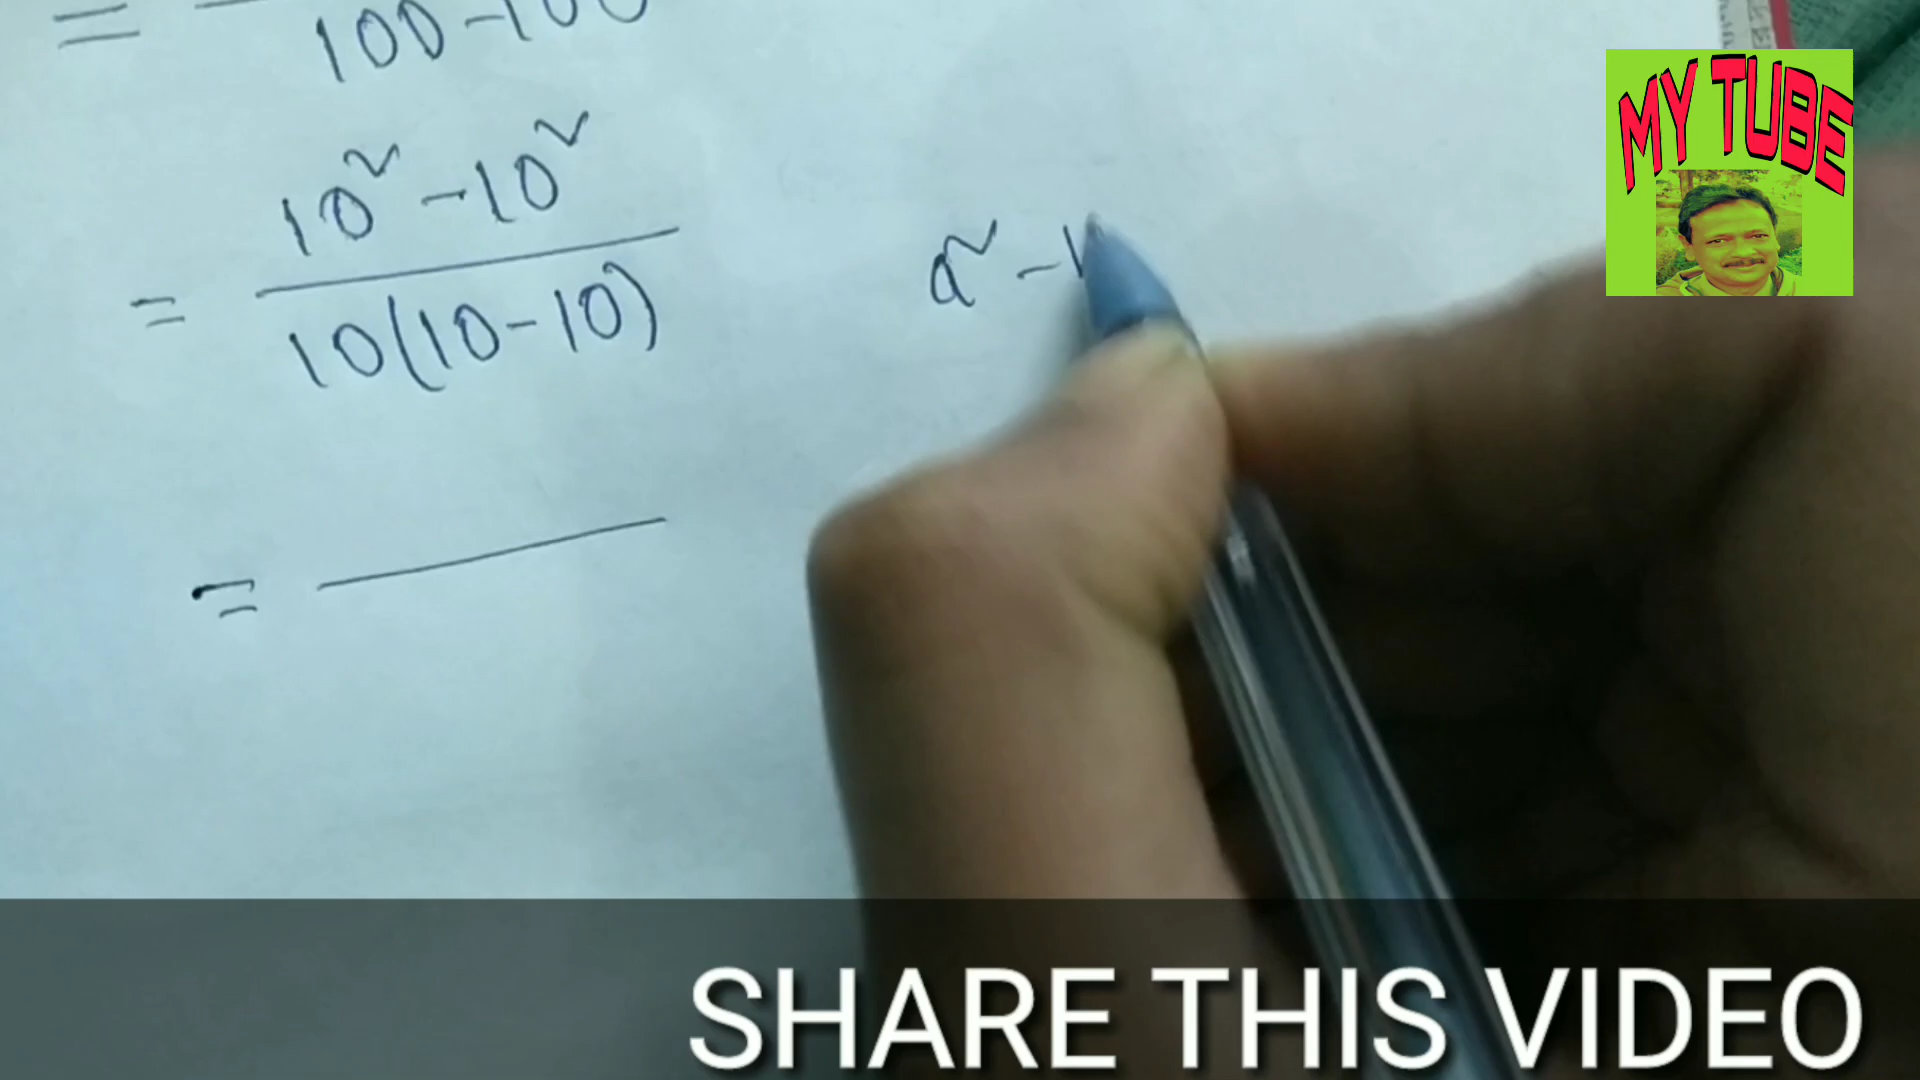 = 100-100
MY TUBE
10² - 10²
= 10(10-10)
a² -
=
SHARE THIS VIDEO